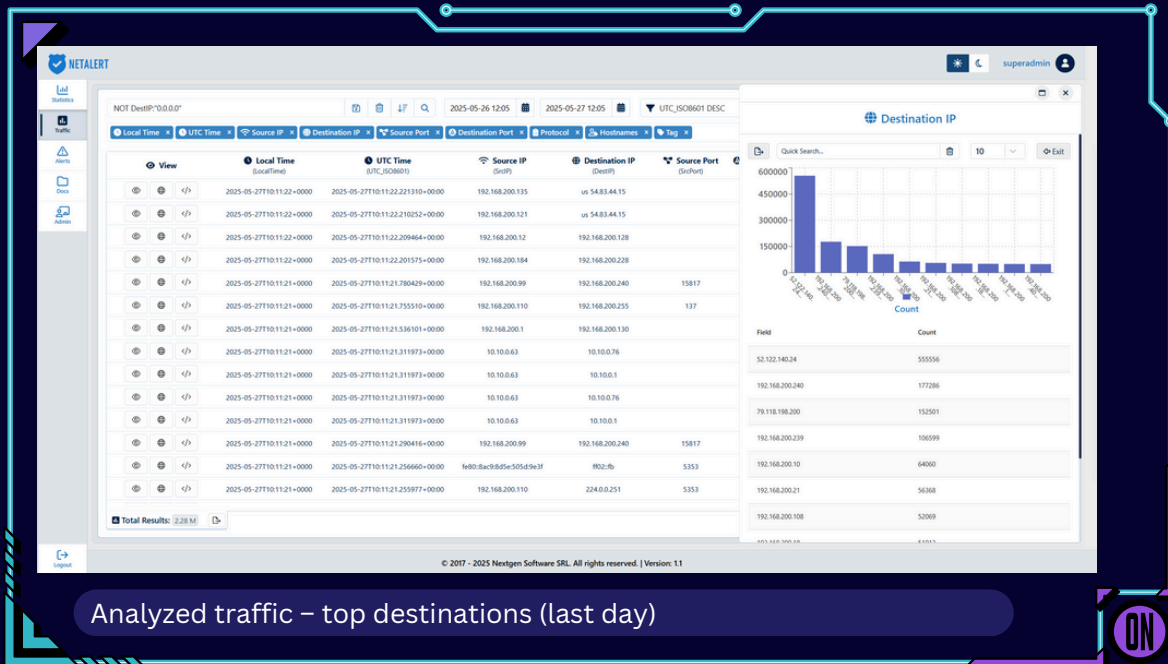 NETALERT
superadmin
Statistics
Traffic
Alerts
Docs
Admin
Logout
NOT DestIP:"0.0.0.0"
2025-05-26 12:05
2025-05-27 12:05
UTC_ISO8601 DESC
Local Time × UTC Time × Source IP × Destination IP × Source Port × Destination Port × Protocol × Hostnames × Tag ×
View Local Time UTC Time Source IP Destination IP Source Port
(LocalTime) (UTC_ISO8601) (SrcIP) (DestIP) (SrcPort)
</> 2025-05-27T10:11:22+0000 2025-05-27T10:11:22.221310+00:00 192.168.200.135 us 54.83.44.15
</> 2025-05-27T10:11:22+0000 2025-05-27T10:11:22.210252+00:00 192.168.200.121 us 54.83.44.15
</> 2025-05-27T10:11:22+0000 2025-05-27T10:11:22.209464+00:00 192.168.200.12 192.168.200.128
</> 2025-05-27T10:11:22+0000 2025-05-27T10:11:22.201575+00:00 192.168.200.184 192.168.200.228
</> 2025-05-27T10:11:21+0000 2025-05-27T10:11:21.780429+00:00 192.168.200.99 192.168.200.240 15817
</> 2025-05-27T10:11:21+0000 2025-05-27T10:11:21.755510+00:00 192.168.200.110 192.168.200.255 137
</> 2025-05-27T10:11:21+0000 2025-05-27T10:11:21.536101+00:00 192.168.200.1 192.168.200.130
</> 2025-05-27T10:11:21+0000 2025-05-27T10:11:21.311973+00:00 10.10.0.63 10.10.0.76
</> 2025-05-27T10:11:21+0000 2025-05-27T10:11:21.311973+00:00 10.10.0.63 10.10.0.1
</> 2025-05-27T10:11:21+0000 2025-05-27T10:11:21.311973+00:00 10.10.0.63 10.10.0.76
</> 2025-05-27T10:11:21+0000 2025-05-27T10:11:21.311973+00:00 10.10.0.63 10.10.0.1
</> 2025-05-27T10:11:21+0000 2025-05-27T10:11:21.290416+00:00 192.168.200.99 192.168.200.240 15817
</> 2025-05-27T10:11:21+0000 2025-05-27T10:11:21.256660+00:00 fe80::8ac9:8d5e:505d:9e3f ff02::fb 5353
</> 2025-05-27T10:11:21+0000 2025-05-27T10:11:21.255977+00:00 192.168.200.110 224.0.0.251 5353
Total Results: 2.28 M
Destination IP
Quick Search...
10
Exit
600000
450000
300000
150000
0
Count
Field Count
52.122.140.24 555556
192.168.200.240 177286
79.118.198.200 152501
192.168.200.239 106599
192.168.200.10 64060
192.168.200.21 56368
192.168.200.108 52069
© 2017 - 2025 Nextgen Software SRL. All rights reserved. | Version: 1.1
Analyzed traffic – top destinations (last day)
ON